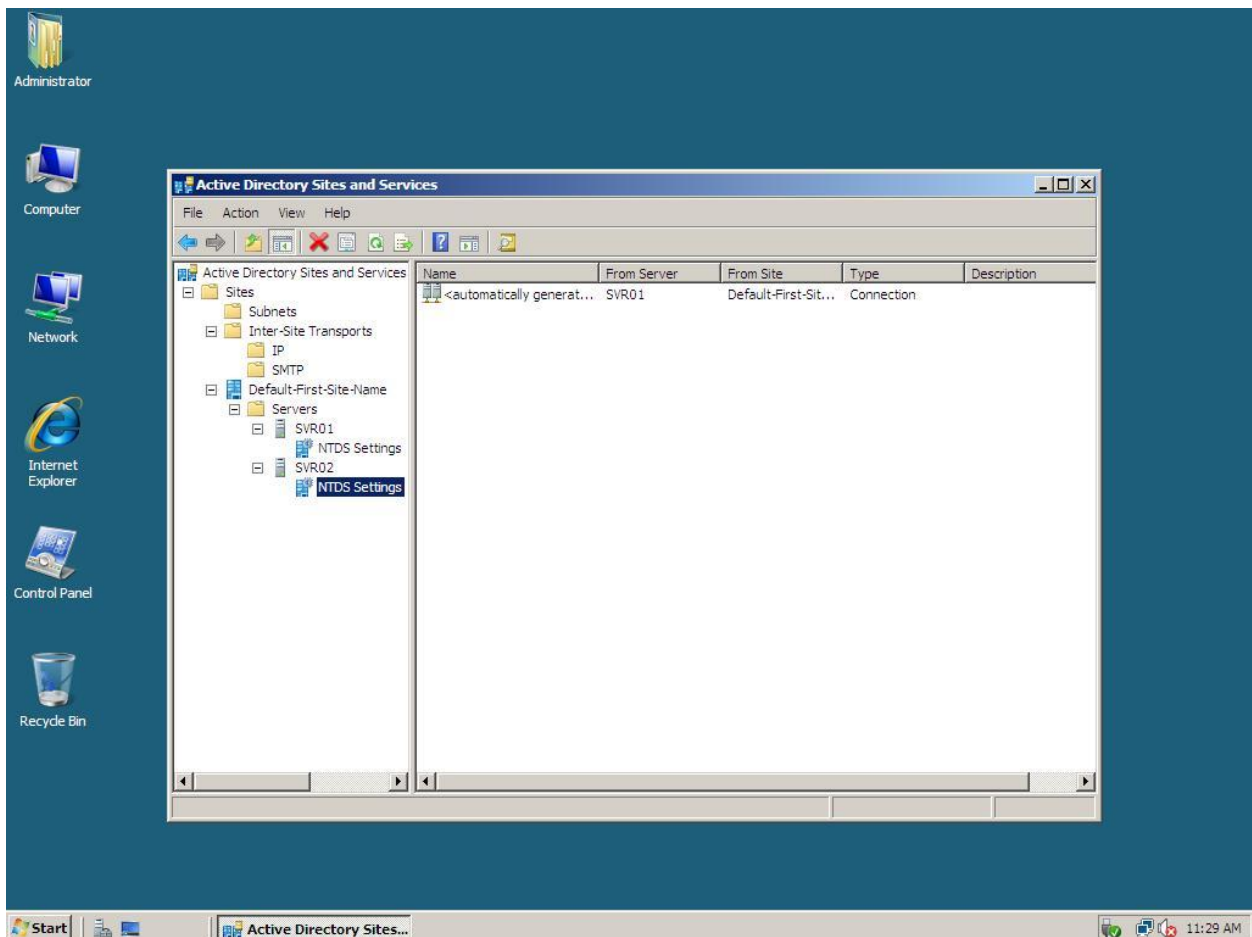 Administrator
Computer
Network
Internet
Explorer
Control Panel
Recycle Bin
Active Directory Sites and Services
File Action View Help
Active Directory Sites and Services
Sites
Subnets
Inter-Site Transports
IP
SMTP
Default-First-Site-Name
Servers
SVR01
NTDS Settings
SVR02
NTDS Settings
Name From Server From Site Type Description
<automatically generat... SVR01 Default-First-Sit... Connection
Start Active Directory Sites... 11:29 AM